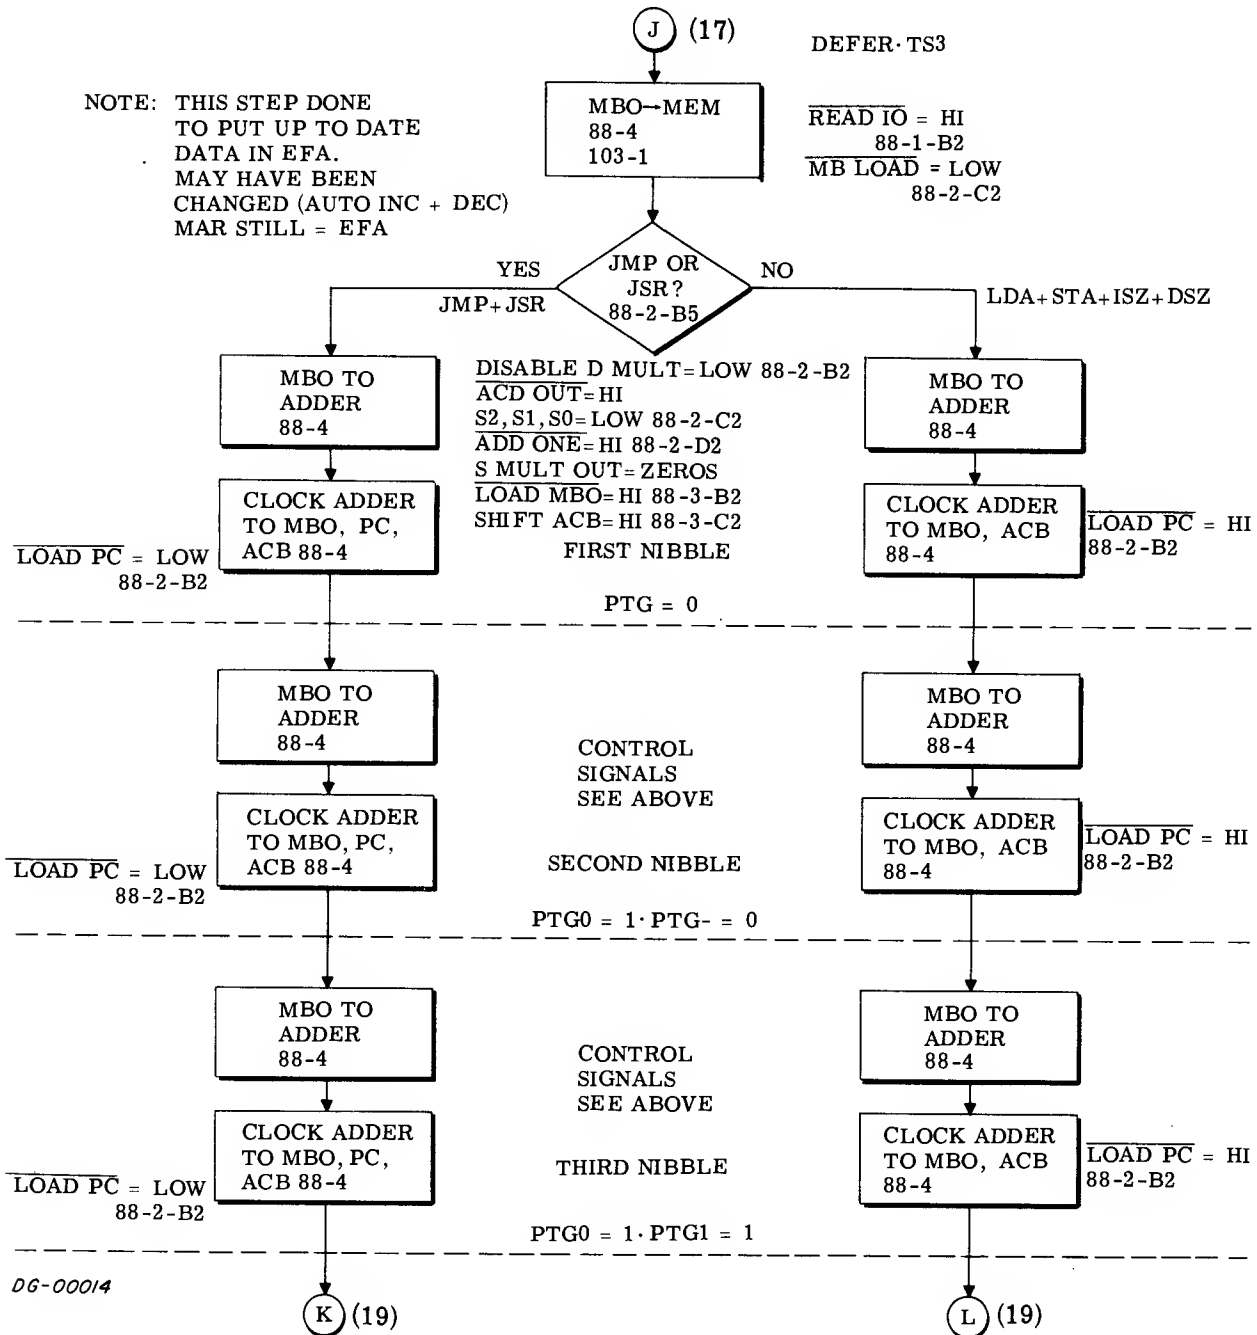 J (17)
DEFER·TS3
NOTE: THIS STEP DONE
TO PUT UP TO DATE
DATA IN EFA.
MAY HAVE BEEN
CHANGED (AUTO INC + DEC)
MAR STILL = EFA
MBO→MEM
88-4
103-1
READ IO = HI
88-1-B2
MB LOAD = LOW
88-2-C2
JMP OR
JSR?
88-2-B5
YES
JMP+JSR
NO
LDA+STA+ISZ+DSZ
MBO TO
ADDER
88-4
DISABLE D MULT=LOW 88-2-B2
ACD OUT=HI
S2, S1, S0=LOW 88-2-C2
ADD ONE=HI 88-2-D2
S MULT OUT=ZEROS
LOAD MBO=HI 88-3-B2
SHIFT ACB=HI 88-3-C2
FIRST NIBBLE
MBO TO
ADDER
88-4
CLOCK ADDER
TO MBO, PC,
ACB 88-4
LOAD PC = LOW
88-2-B2
CLOCK ADDER
TO MBO, ACB
88-4
LOAD PC = HI
88-2-B2
PTG = 0
MBO TO
ADDER
88-4
CONTROL
SIGNALS
SEE ABOVE
MBO TO
ADDER
88-4
CLOCK ADDER
TO MBO, PC,
ACB 88-4
LOAD PC = LOW
88-2-B2
SECOND NIBBLE
CLOCK ADDER
TO MBO, ACB
88-4
LOAD PC = HI
88-2-B2
PTG0 = 1·PTG- = 0
MBO TO
ADDER
88-4
CONTROL
SIGNALS
SEE ABOVE
MBO TO
ADDER
88-4
CLOCK ADDER
TO MBO, PC,
ACB 88-4
LOAD PC = LOW
88-2-B2
THIRD NIBBLE
CLOCK ADDER
TO MBO, ACB
88-4
LOAD PC = HI
88-2-B2
PTG0 = 1·PTG1 = 1
DG-00014
K (19)
L (19)